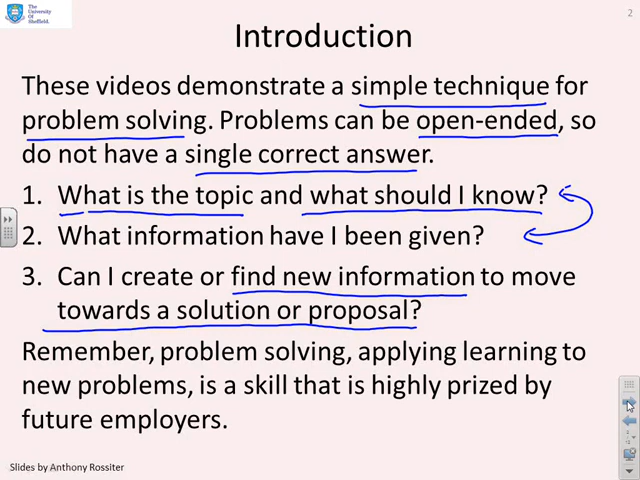 The
University
Of
Sheffield.
2
Introduction
These videos demonstrate a simple technique for
problem solving. Problems can be open-ended, so
do not have a single correct answer.
1. What is the topic and what should I know?
2. What information have I been given?
3. Can I create or find new information to move
towards a solution or proposal?
Remember, problem solving, applying learning to
new problems, is a skill that is highly prized by
future employers.
Slides by Anthony Rossiter